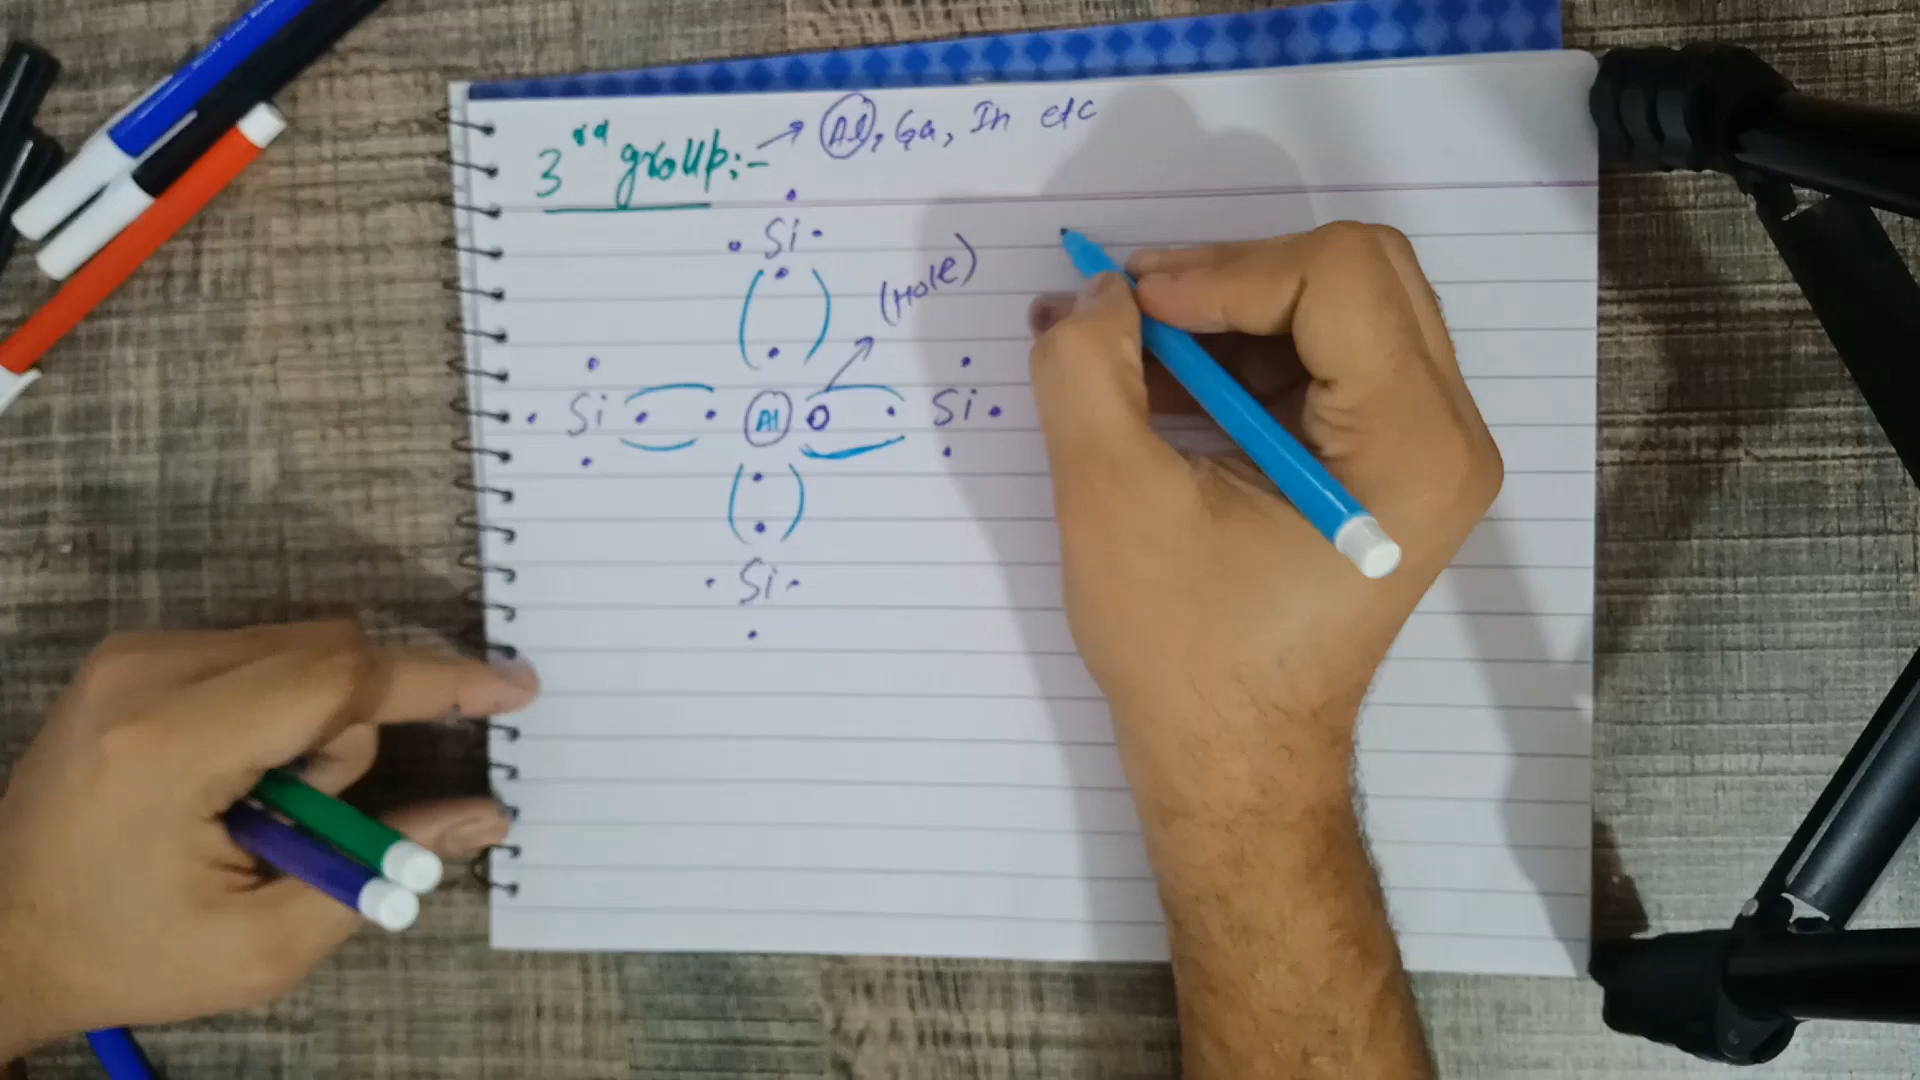 3rd group:- → Al, Ga, In etc
Si
(Hole)
Si Al O Si
Si